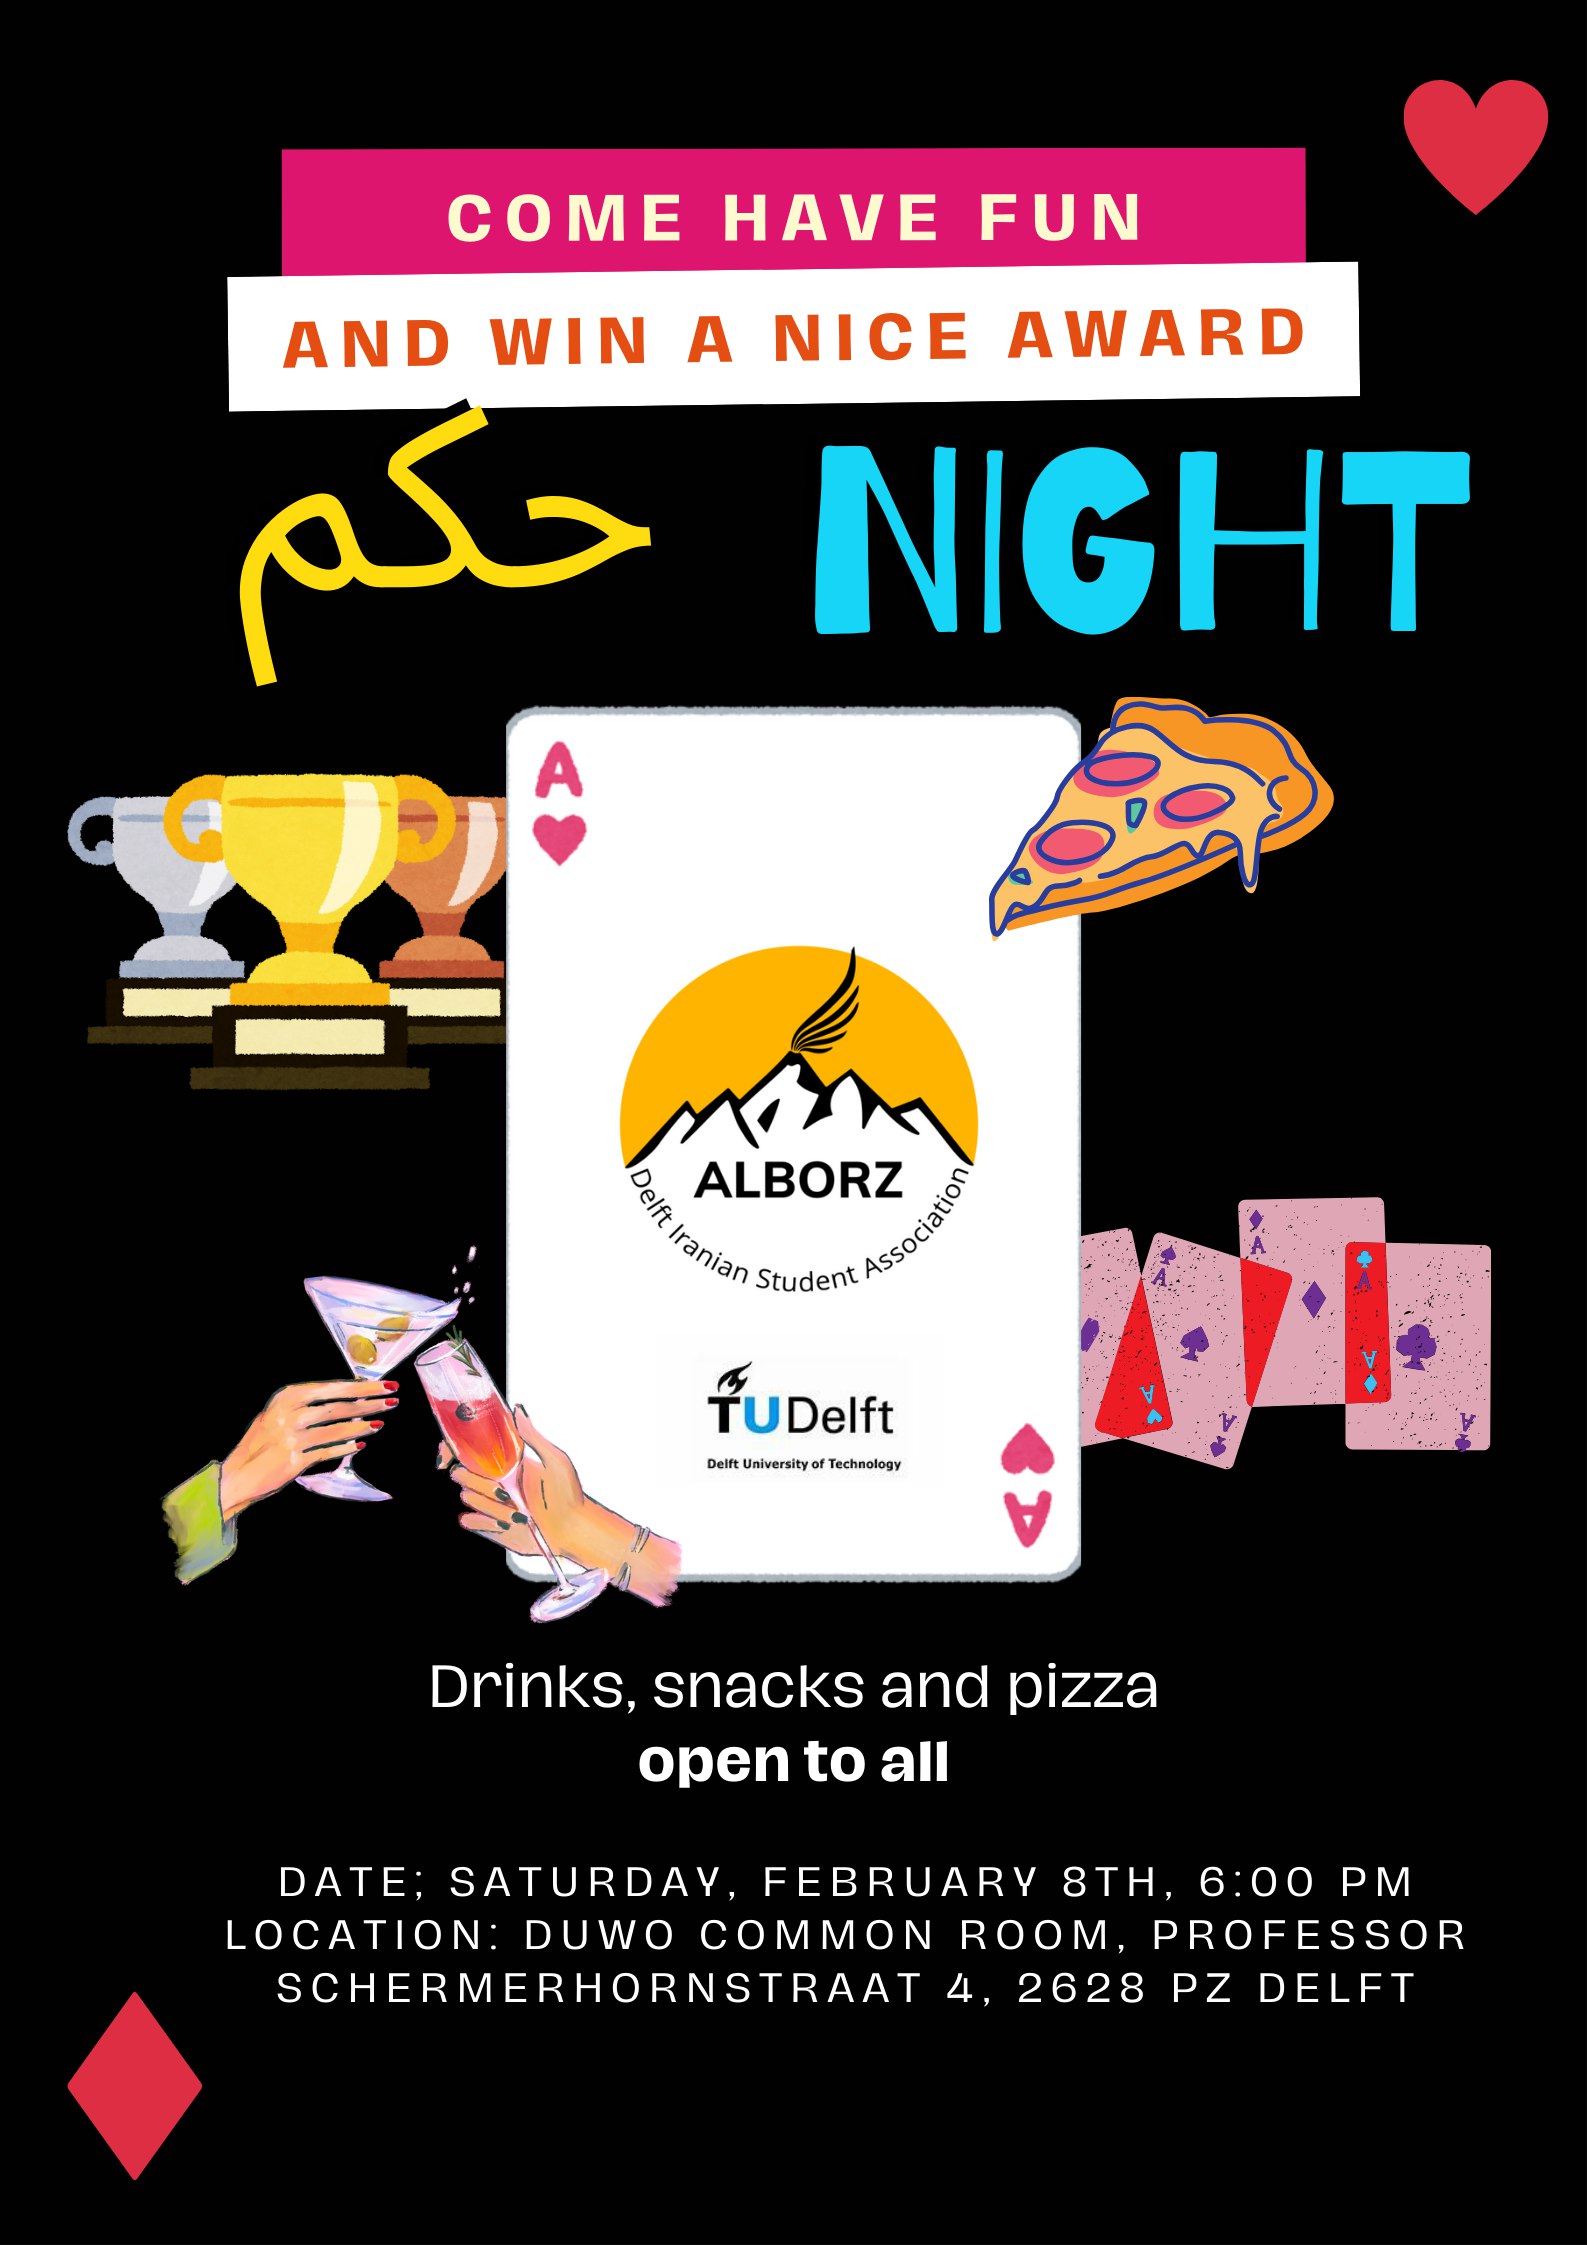 COME HAVE FUN
AND WIN A NICE AWARD
حکم NIGHT
A
ALBORZ
Delft Iranian Student Association
TUDelft
Delft University of Technology
A
A
A
A
A
A
A
A
A
Drinks, snacks and pizza
open to all
DATE; SATURDAY, FEBRUARY 8TH, 6:00 PM
LOCATION: DUWO COMMON ROOM, PROFESSOR
SCHERMERHORNSTRAAT 4, 2628 PZ DELFT